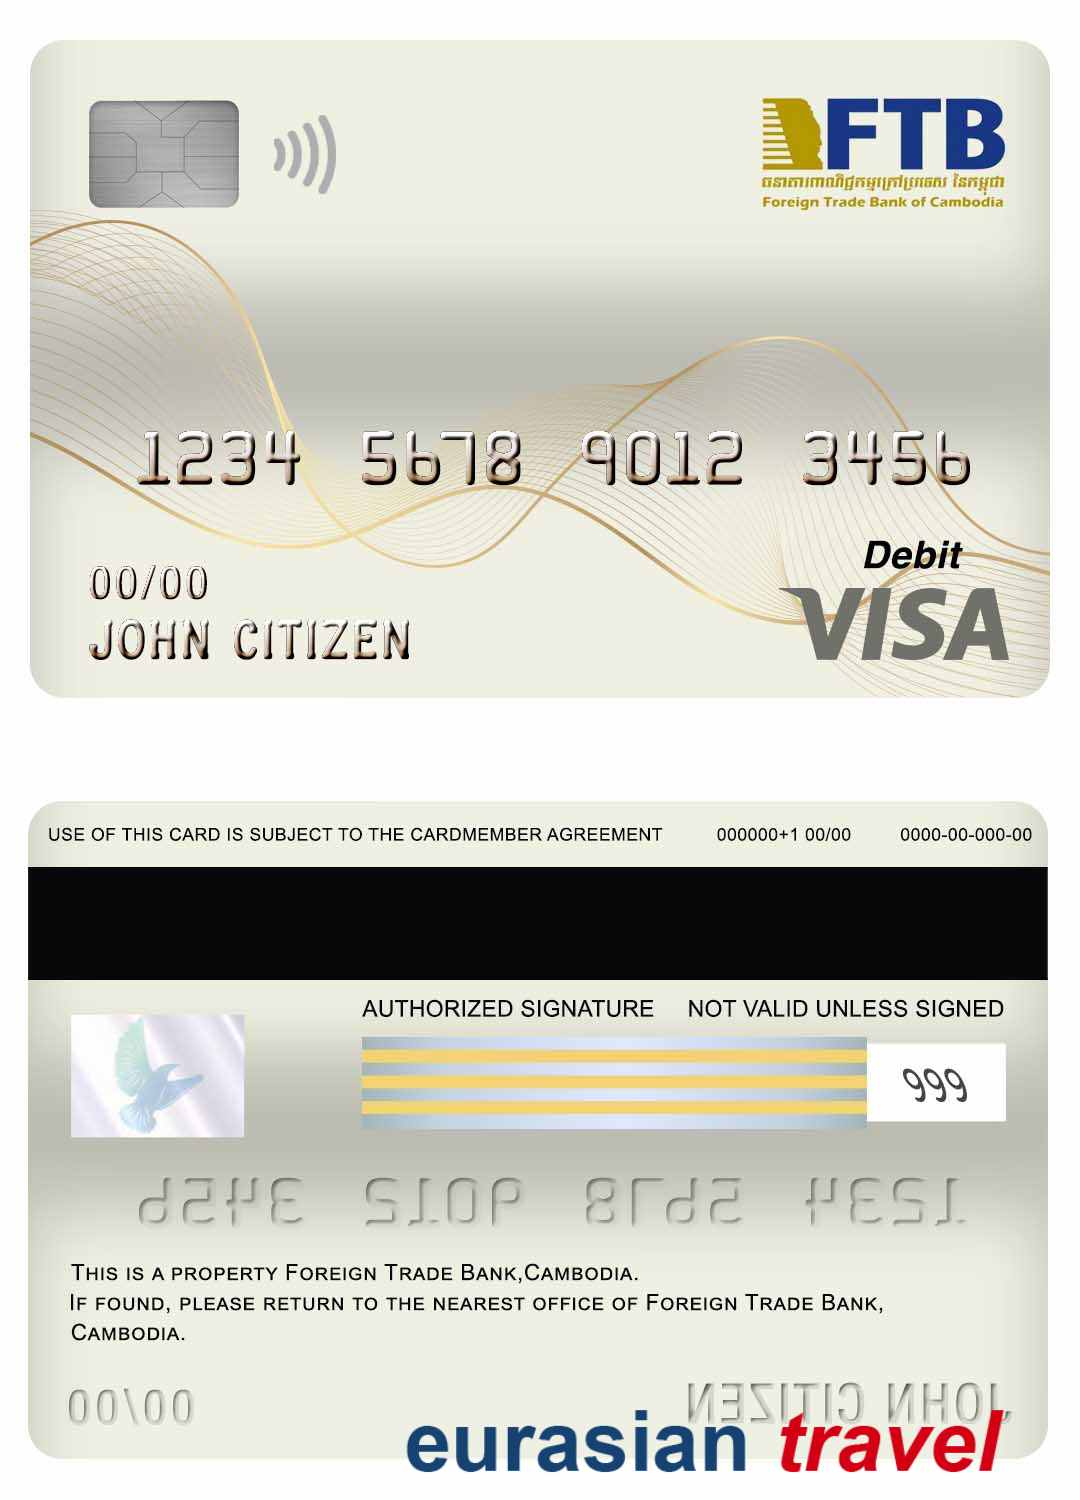 FTB
ធនាគារពាណិជ្ជកម្មក្រៅប្រទេស នៃកម្ពុជា
Foreign Trade Bank of Cambodia
1234 5678 9012 3456
Debit
00/00
VISA
JOHN CITIZEN
USE OF THIS CARD IS SUBJECT TO THE CARDMEMBER AGREEMENT 000000+1 00/00 0000-00-000-00
AUTHORIZED SIGNATURE NOT VALID UNLESS SIGNED
999
1234 5678 9012 3456
THIS IS A PROPERTY FOREIGN TRADE BANK,CAMBODIA.
IF FOUND, PLEASE RETURN TO THE NEAREST OFFICE OF FOREIGN TRADE BANK,
CAMBODIA.
00/00 JOHN CITIZEN
eurasian travel